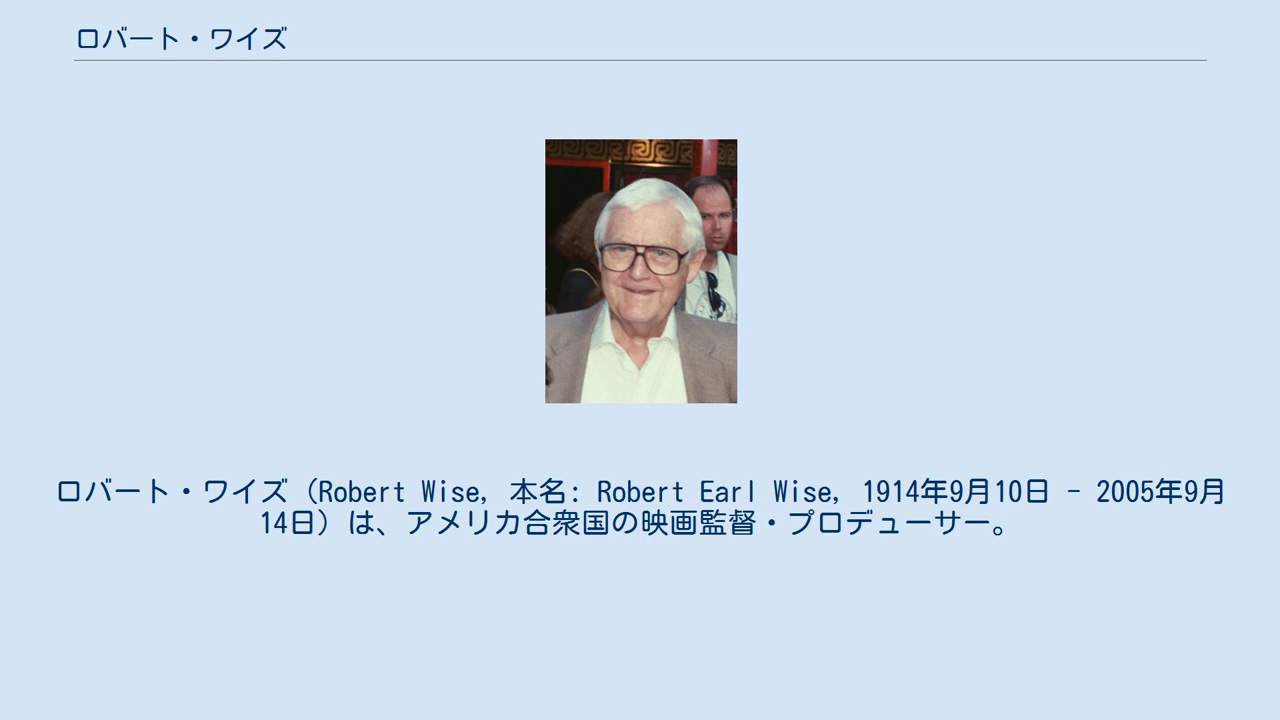 ロバート・ワイズ
ロバート・ワイズ（Robert Wise, 本名: Robert Earl Wise, 1914年9月10日 - 2005年9月
14日）は、アメリカ合衆国の映画監督・プロデューサー。